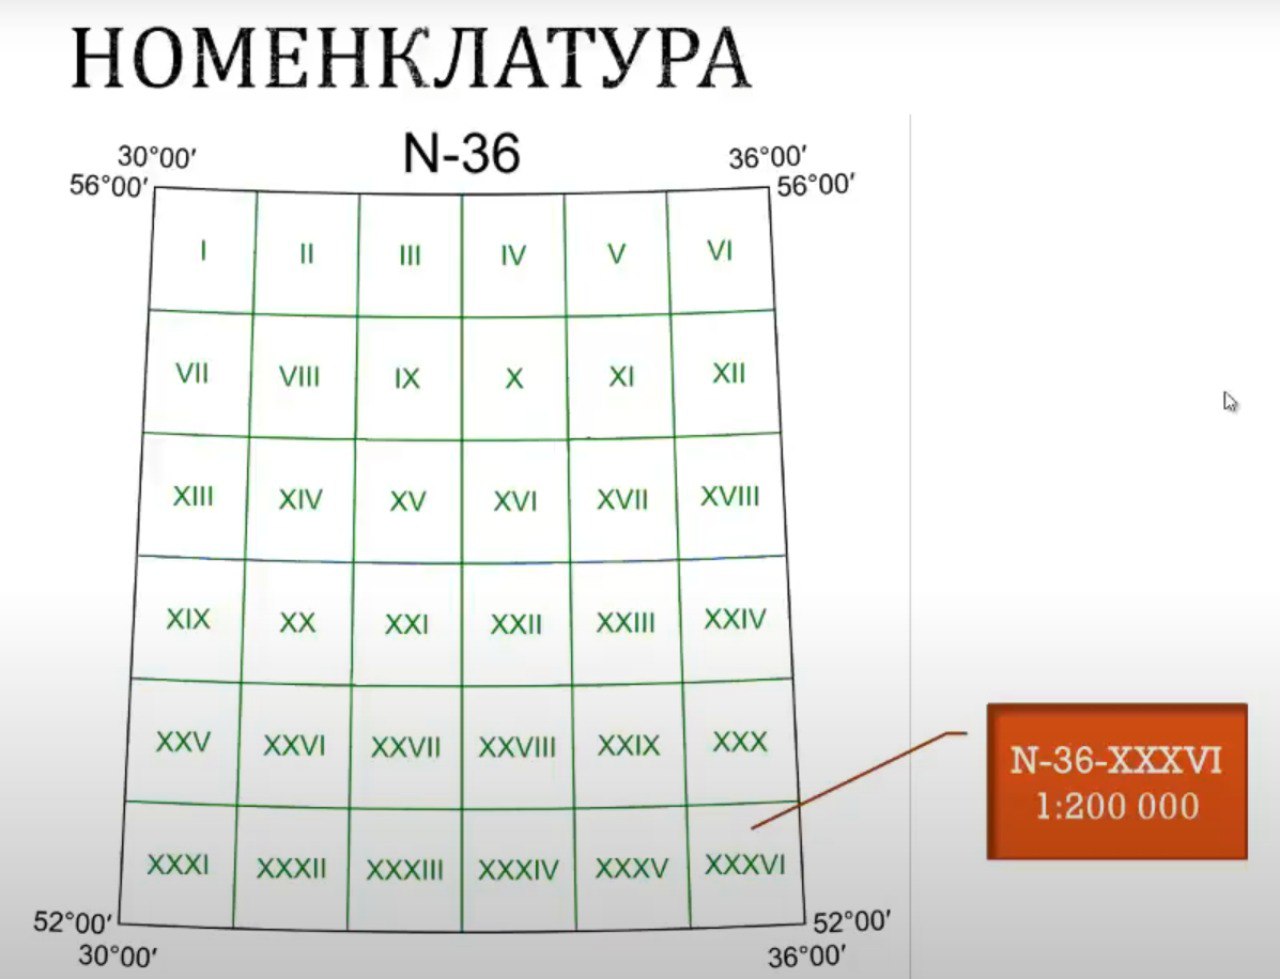 НОМЕНКЛАТУРА
N-36
30°00′ 36°00′
56°00′ 56°00′
I II III IV V VI
VII VIII IX X XI XII
XIII XIV XV XVI XVII XVIII
XIX XX XXI XXII XXIII XXIV
XXV XXVI XXVII XXVIII XXIX XXX
N-36-XXXVI
1:200 000
XXXI XXXII XXXIII XXXIV XXXV XXXVI
52°00′ 52°00′
30°00′ 36°00′